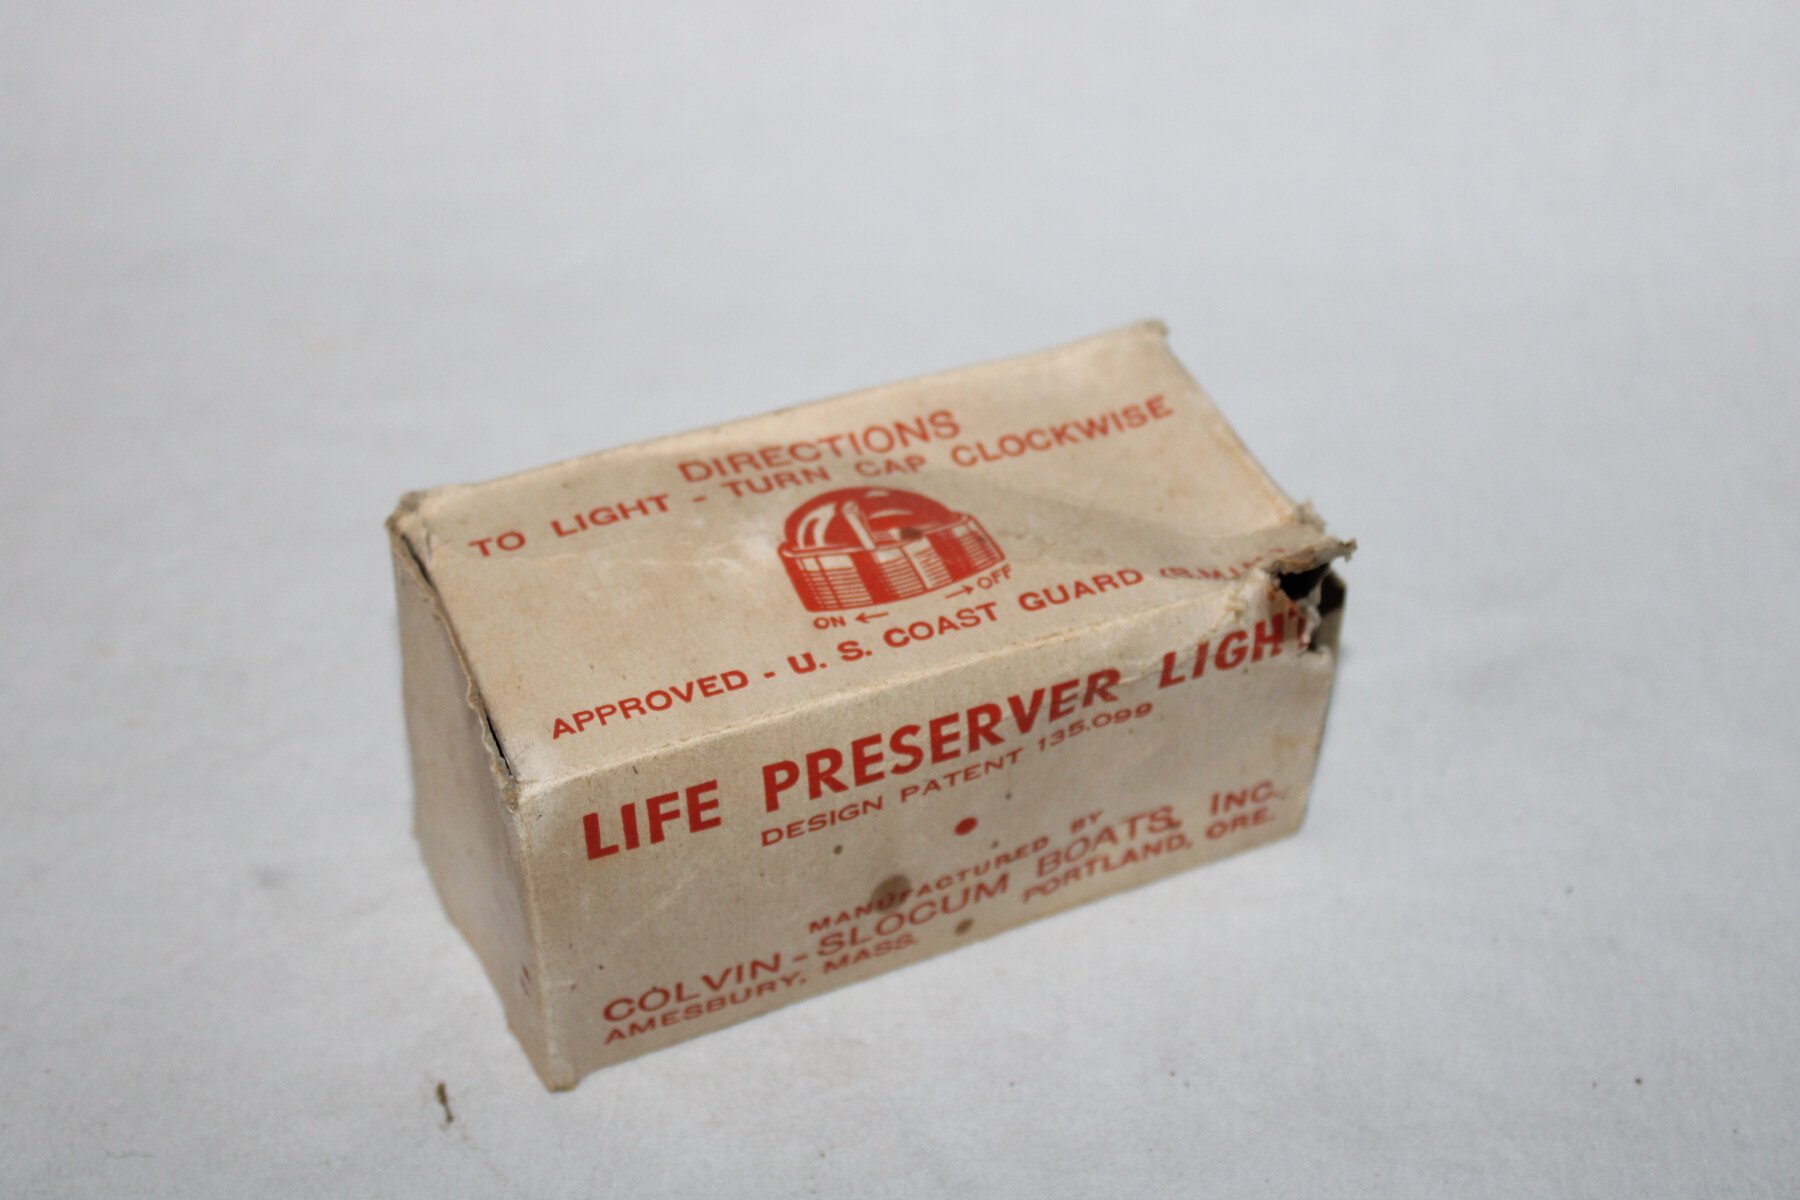 DIRECTIONS
TO LIGHT - TURN CAP CLOCKWISE
ON ← → OFF
APPROVED - U. S. COAST GUARD
LIFE PRESERVER LIGHT
DESIGN PATENT 135.099
MANUFACTURED BY
COLVIN - SLOCUM BOATS, INC.
AMESBURY, MASS. PORTLAND, ORE.